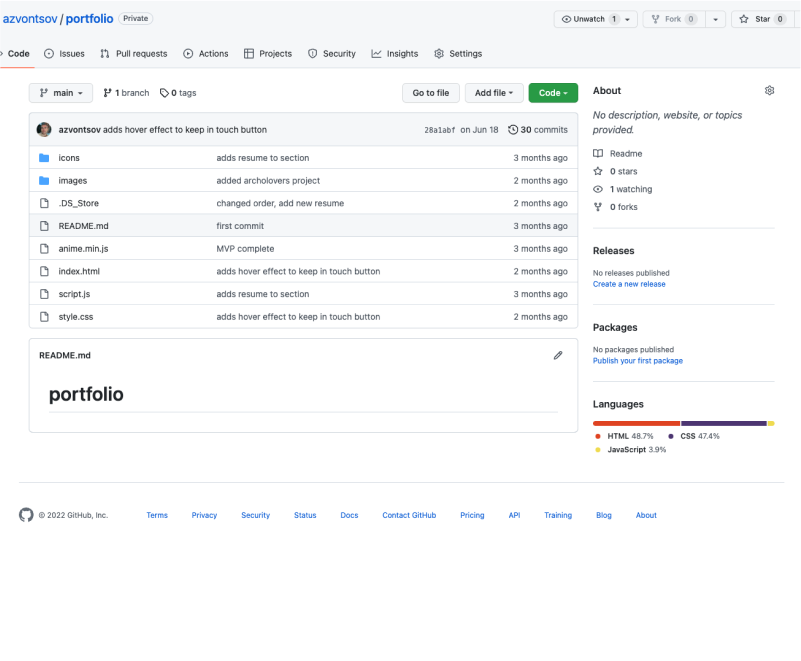 azvontsov / portfolio Private
Unwatch 1 Fork 0 Star 0
Code Issues Pull requests Actions Projects Security Insights Settings
main 1 branch 0 tags Go to file Add file Code
azvontsov adds hover effect to keep in touch button 28a1abf on Jun 18 30 commits
icons adds resume to section 3 months ago
images added archolovers project 2 months ago
.DS_Store changed order, add new resume 2 months ago
README.md first commit 3 months ago
anime.min.js MVP complete 3 months ago
index.html adds hover effect to keep in touch button 2 months ago
script.js adds resume to section 3 months ago
style.css adds hover effect to keep in touch button 2 months ago
README.md
portfolio
About
No description, website, or topics
provided.
Readme
0 stars
1 watching
0 forks
Releases
No releases published
Create a new release
Packages
No packages published
Publish your first package
Languages
HTML 48.7% CSS 47.4%
JavaScript 3.9%
© 2022 GitHub, Inc. Terms Privacy Security Status Docs Contact GitHub Pricing API Training Blog About